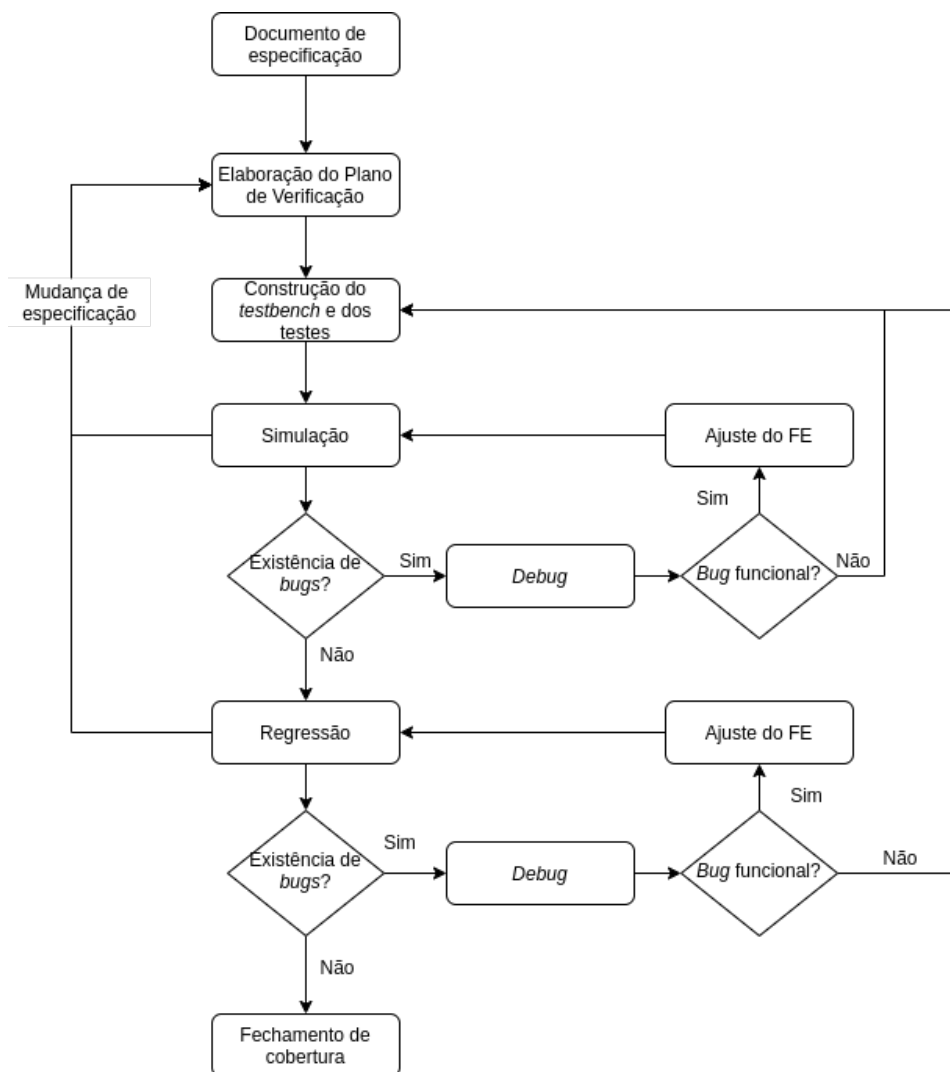 Documento de
especificação
Elaboração do Plano
de Verificação
Mudança de
especificação
Construção do
testbench e dos
testes
Simulação
Ajuste do FE
Sim
Existência de
bugs?
Sim
Debug
Bug funcional?
Não
Não
Regressão
Ajuste do FE
Sim
Existência de
bugs?
Sim
Debug
Bug funcional?
Não
Não
Fechamento de
cobertura